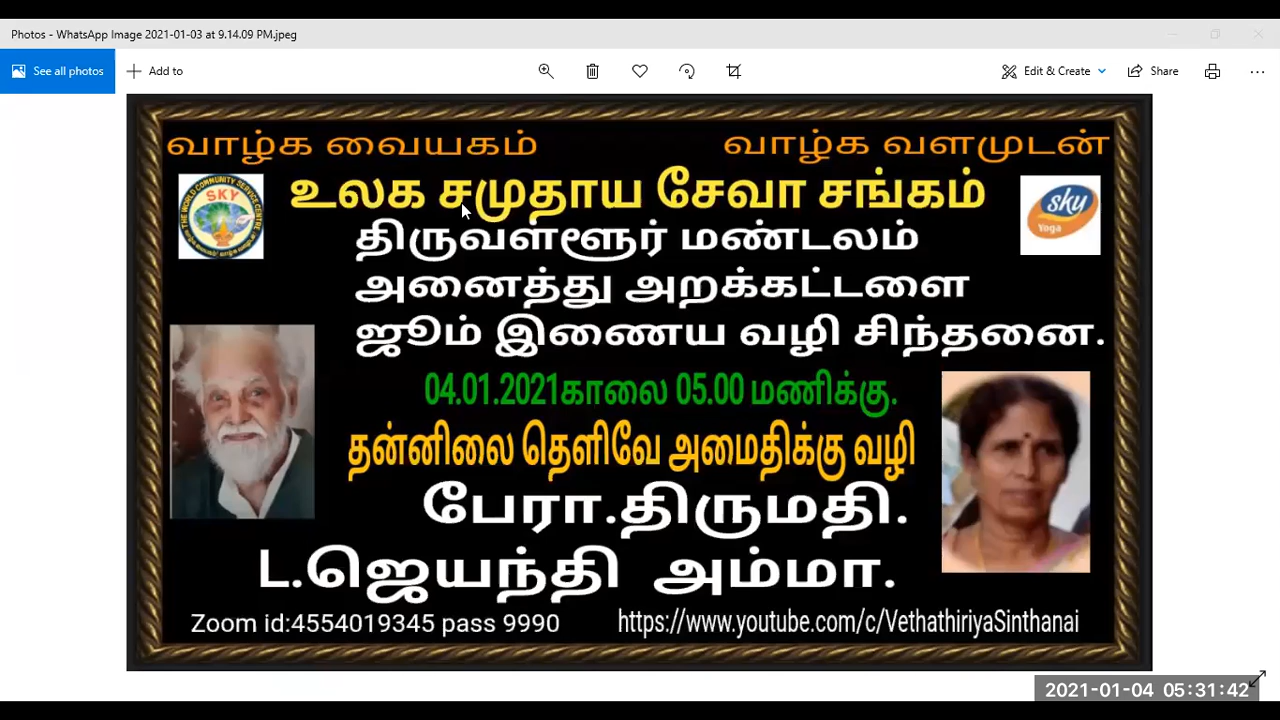 Photos - WhatsApp Image 2021-01-03 at 9.14.09 PM.jpeg
See all photos
Add to
Edit & Create
Share
வாழ்க வையகம் வாழ்க வளமுடன்
உலக சமுதாய சேவா சங்கம்
SKY
sky
Yoga
திருவள்ளூர் மண்டலம்
அனைத்து அறக்கட்டளை
ஜூம் இணைய வழி சிந்தனை.
04.01.2021காலை 05.00 மணிக்கு.
தன்னிலை தெளிவே அமைதிக்கு வழி
பேரா.திருமதி.
L.ஜெயந்தி அம்மா.
Zoom id:4554019345 pass 9990 https://www.youtube.com/c/VethathiriyaSinthanai
2021-01-04 05:31:42